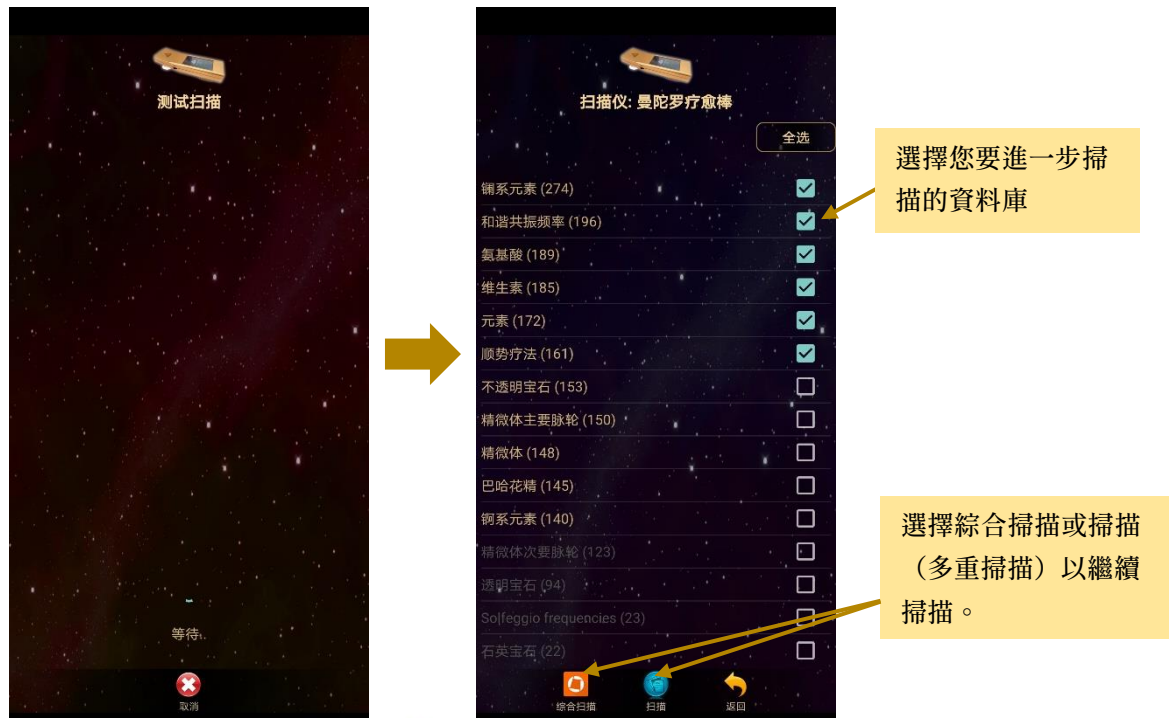 测试扫描
等待..
取消
扫描仪: 曼陀罗疗愈棒
全选
镧系元素 (274)
和谐共振频率 (196)
氨基酸 (189)
维生素 (185)
元素 (172)
顺势疗法 (161)
不透明宝石 (153)
精微体主要脉轮 (150)
精微体 (148)
巴哈花精 (145)
锕系元素 (140)
精微体次要脉轮 (123)
透明宝石 (94)
Solfeggio frequencies (23)
石英宝石 (22)
综合扫描
扫描
返回
選擇您要進一步掃
描的資料庫
選擇綜合掃描或掃描
（多重掃描）以繼續
掃描。